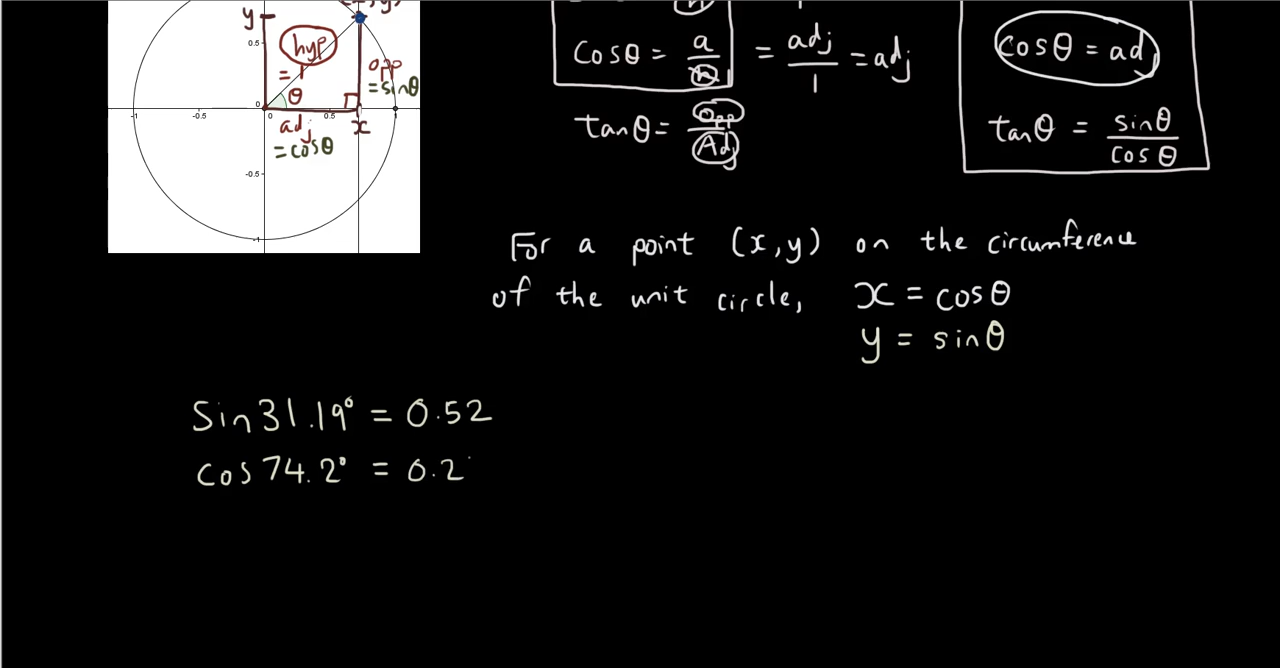 y
0.5
hyp
= 1
opp
= sinθ
θ
0
-1
-0.5
0.5
1
adj
x
= cosθ
-0.5
-1
cosθ = a/h = adj/1 = adj
tanθ = Opp/Adj
cosθ = adj
tanθ = sinθ/cosθ
For a point (x,y) on the circumference
of the unit circle, x = cosθ
y = sinθ
Sin31.19° = 0.52
cos74.2° = 0.2